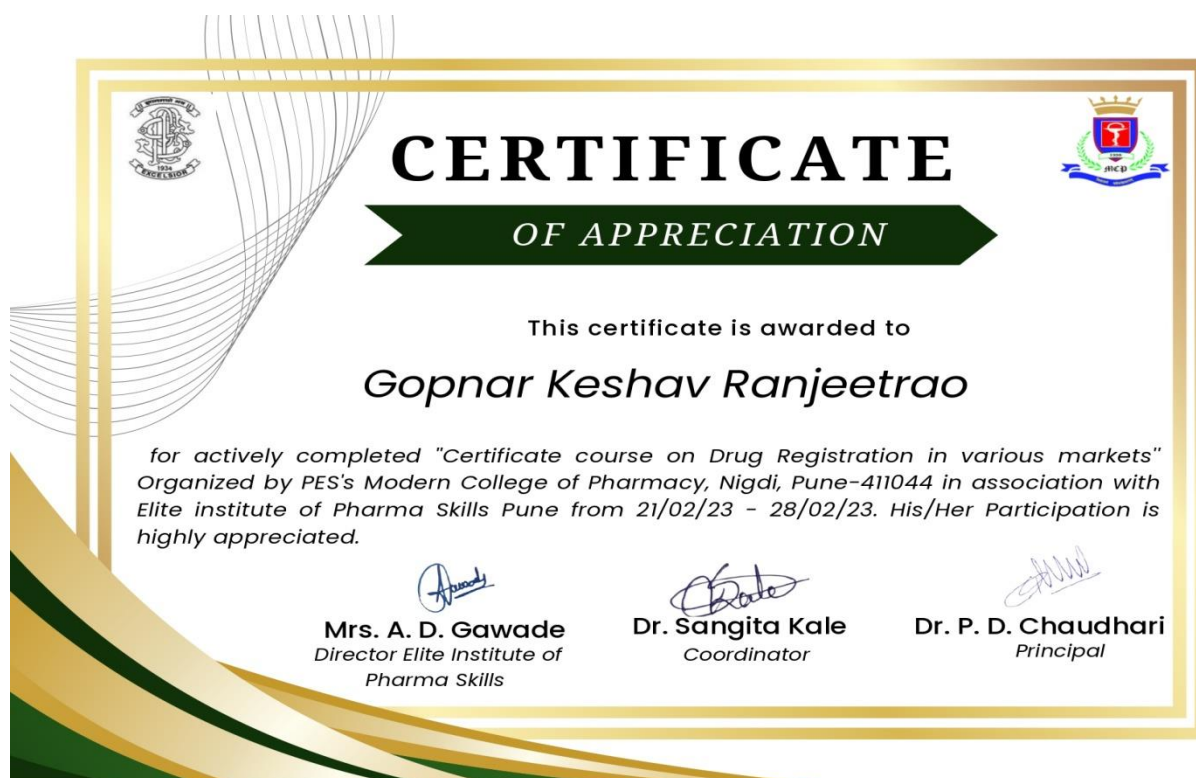 1934
EXCELSIOR
MCP
CERTIFICATE
OF APPRECIATION
This certificate is awarded to
Gopnar Keshav Ranjeetrao
for actively completed "Certificate course on Drug Registration in various markets"
Organized by PES's Modern College of Pharmacy, Nigdi, Pune-411044 in association with
Elite institute of Pharma Skills Pune from 21/02/23 - 28/02/23. His/Her Participation is
highly appreciated.
Mrs. A. D. Gawade
Director Elite Institute of
Pharma Skills
Dr. Sangita Kale
Coordinator
Dr. P. D. Chaudhari
Principal